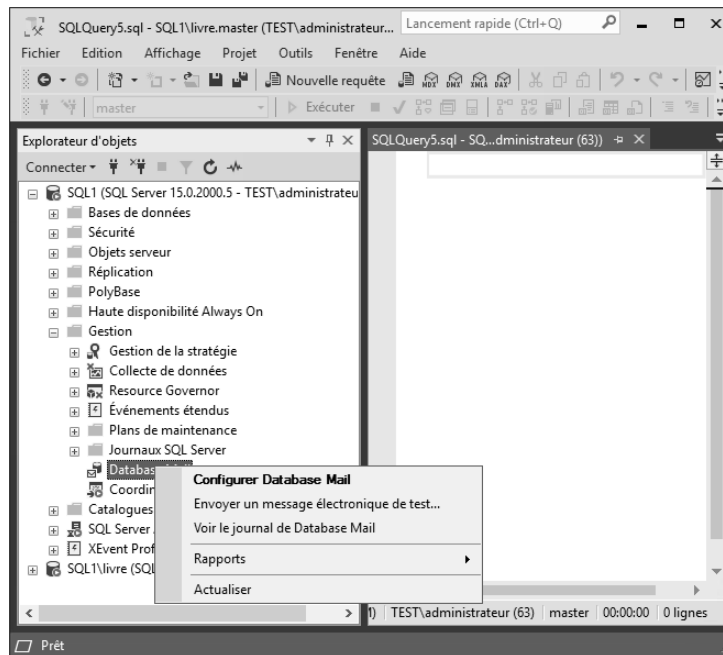 SQLQuery5.sql - SQL1\livre.master (TEST\administrateur...
Lancement rapide (Ctrl+Q)
Fichier Edition Affichage Projet Outils Fenêtre Aide
Nouvelle requête MDX DMX XMLA DAX
master Exécuter
Explorateur d'objets
SQLQuery5.sql - SQ...dministrateur (63))
Connecter
SQL1 (SQL Server 15.0.2000.5 - TEST\administrateu
Bases de données
Sécurité
Objets serveur
Réplication
PolyBase
Haute disponibilité Always On
Gestion
Gestion de la stratégie
Collecte de données
Resource Governor
Événements étendus
Plans de maintenance
Journaux SQL Server
Databas
Configurer Database Mail
Coordin
Envoyer un message électronique de test...
Catalogues
SQL Server
Voir le journal de Database Mail
XEvent Prof
Rapports
SQL1\livre (SQL
Actualiser
TEST\administrateur (63) master 00:00:00 0 lignes
Prêt